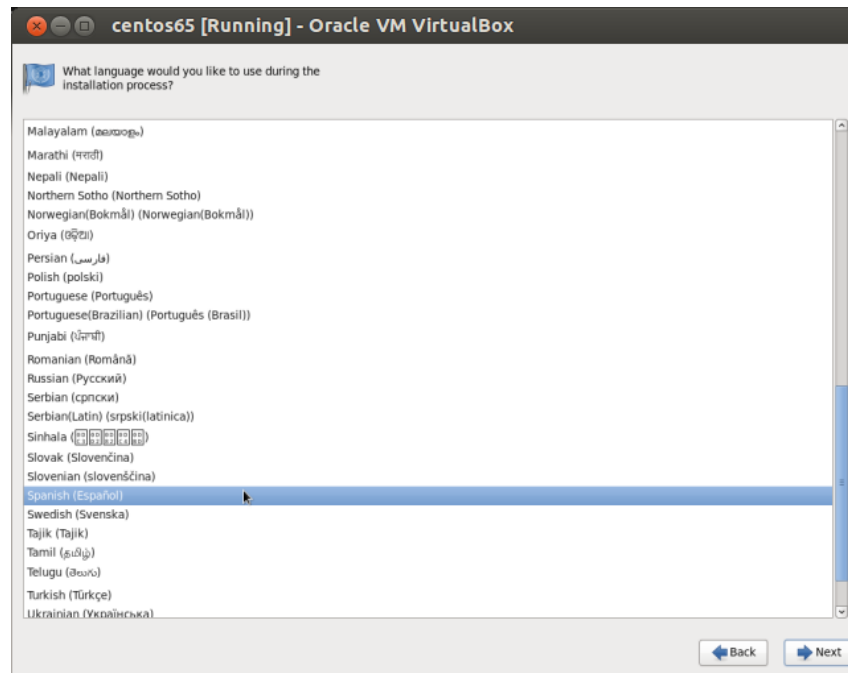 centos65 [Running] - Oracle VM VirtualBox
What language would you like to use during the
installation process?
Malayalam (മലയാളം)
Marathi (मराठी)
Nepali (Nepali)
Northern Sotho (Northern Sotho)
Norwegian(Bokmål) (Norwegian(Bokmål))
Oriya (ଓଡ଼ିଆ)
Persian (فارسی)
Polish (polski)
Portuguese (Português)
Portuguese(Brazilian) (Português (Brasil))
Punjabi (ਪੰਜਾਬੀ)
Romanian (Română)
Russian (Русский)
Serbian (српски)
Serbian(Latin) (srpski(latinica))
Sinhala ()
Slovak (Slovenčina)
Slovenian (slovenščina)
Spanish (Español)
Swedish (Svenska)
Tajik (Tajik)
Tamil (தமிழ்)
Telugu (తెలుగు)
Turkish (Türkçe)
Ukrainian (Українська)
Back
Next